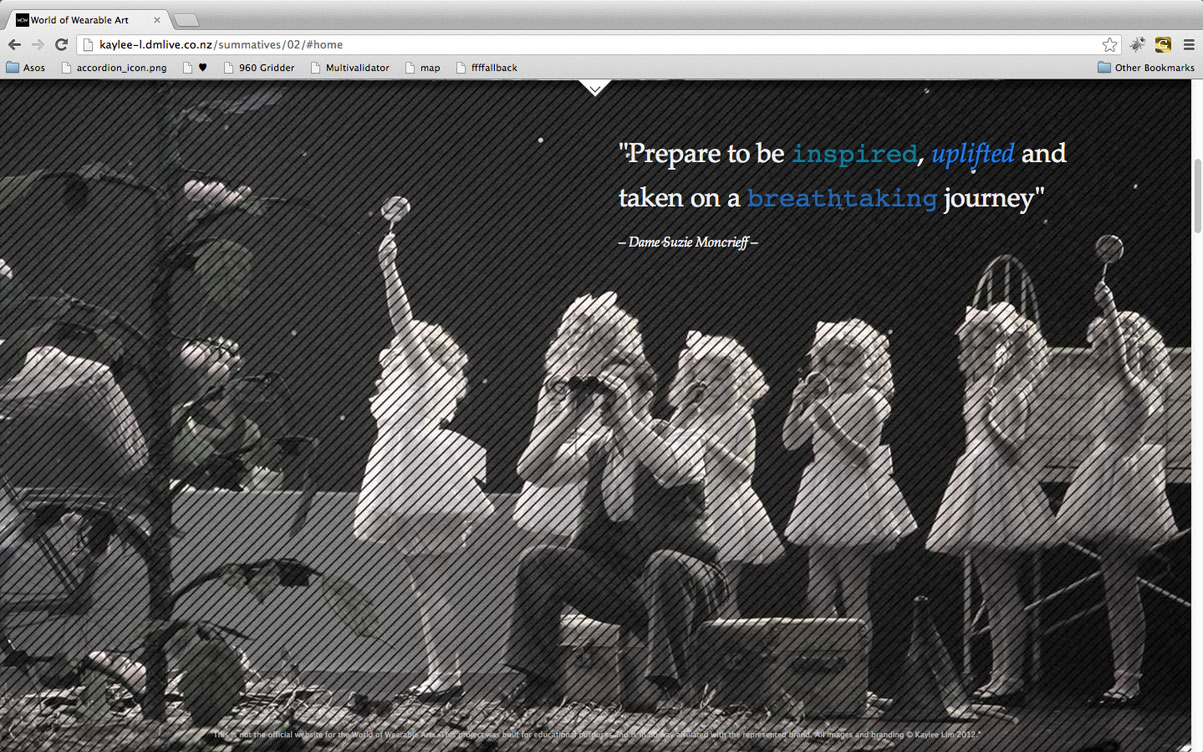 World of Wearable Art
kaylee-l.dmlive.co.nz/summatives/02/#home
Asos accordion_icon.png ♥ 960 Gridder Multivalidator map ffffallback Other Bookmarks
"Prepare to be inspired, uplifted and
taken on a breathtaking journey"
– Dame Suzie Moncrieff –
This is not the official website for the World of Wearable Arts. This project was built for educational purposes and is in no way affiliated with the represented brand. All images and branding © Kaylee Lim 2012."